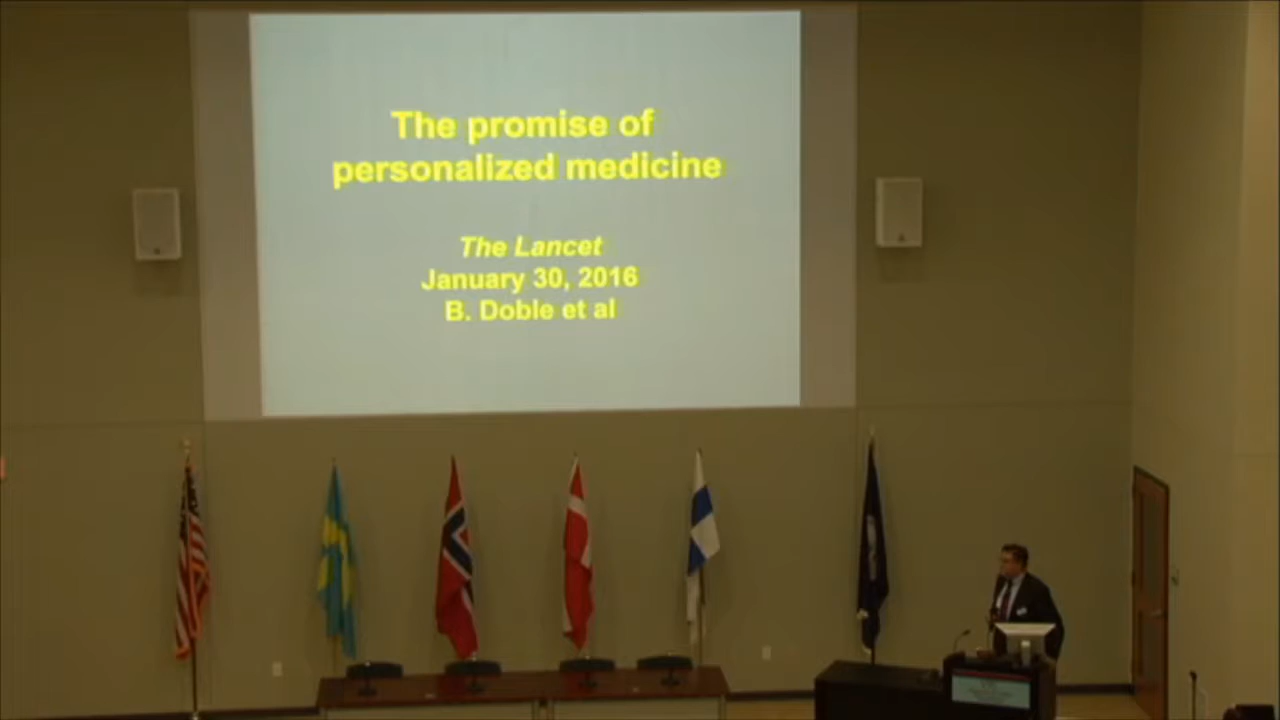 The promise of
personalized medicine
The Lancet
January 30, 2016
B. Doble et al